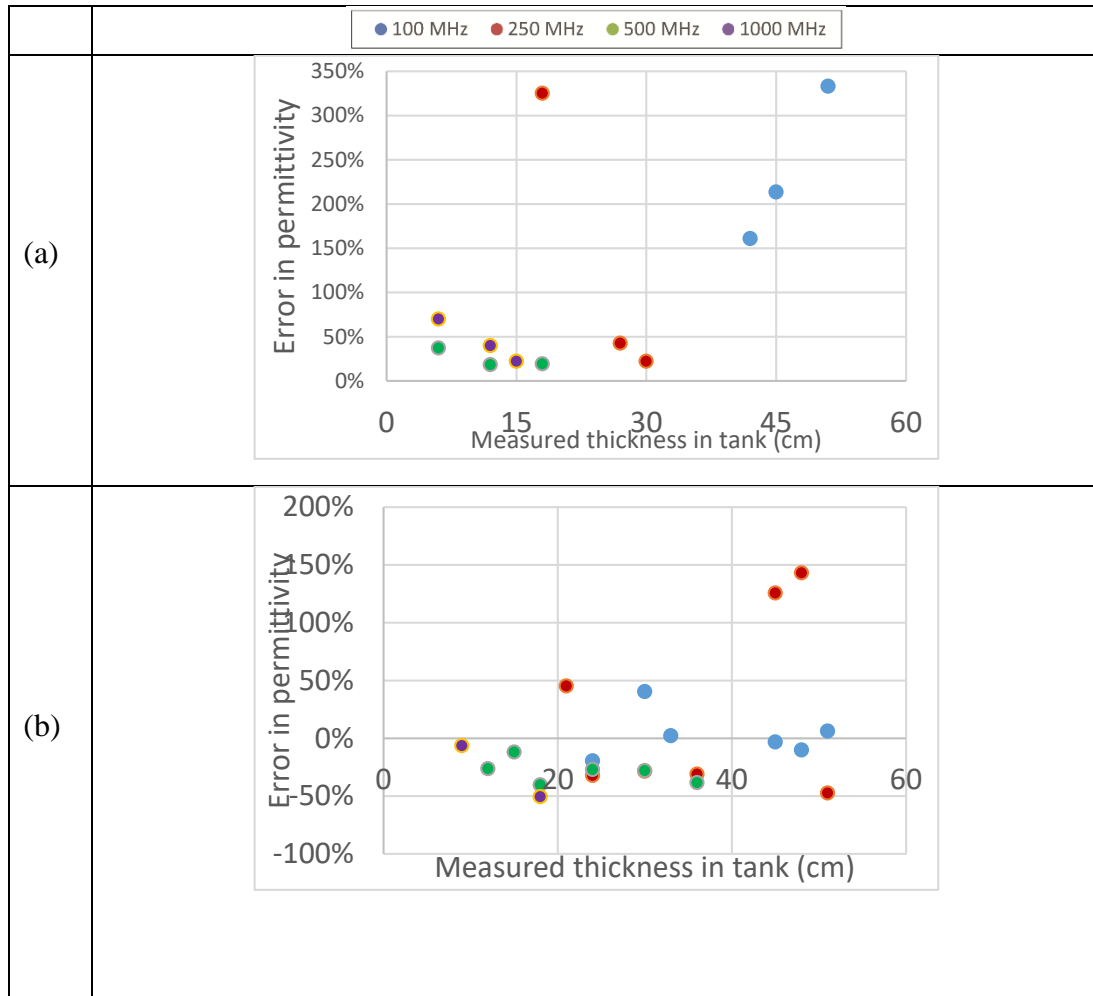 100 MHz 250 MHz 500 MHz 1000 MHz
(a)
Error in permittivity
350%
300%
250%
200%
150%
100%
50%
0%
0 15 30 45 60
Measured thickness in tank (cm)
(b)
Error in permittivity
200%
150%
100%
50%
0%
-50%
-100%
0 20 40 60
Measured thickness in tank (cm)